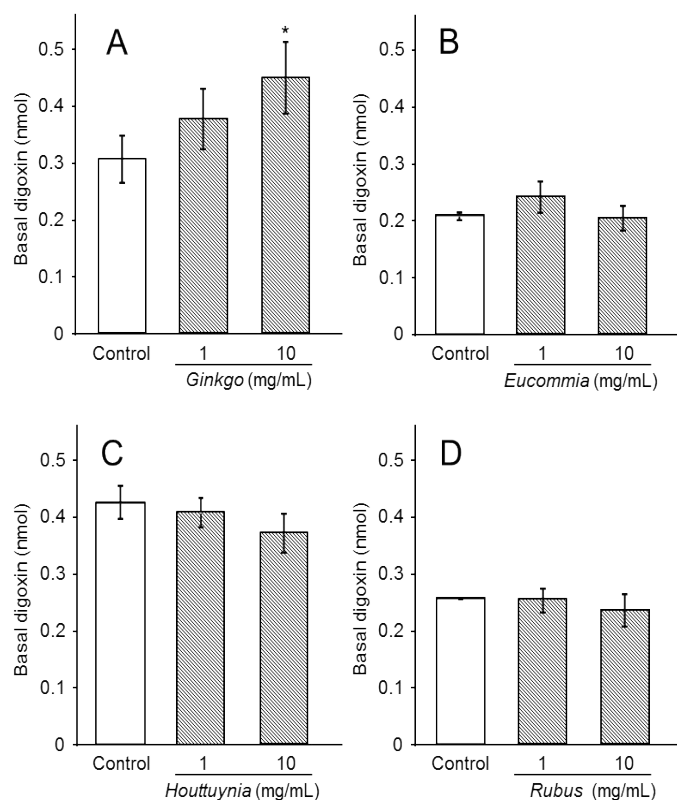 A
*
Basal digoxin (nmol)
0.5
0.4
0.3
0.2
0.1
0
Control
1
10
Ginkgo (mg/mL)
B
Basal digoxin (nmol)
0.5
0.4
0.3
0.2
0.1
0
Control
1
10
Eucommia (mg/mL)
C
Basal digoxin (nmol)
0.5
0.4
0.3
0.2
0.1
0
Control
1
10
Houttuynia (mg/mL)
D
Basal digoxin (nmol)
0.5
0.4
0.3
0.2
0.1
0
Control
1
10
Rubus (mg/mL)